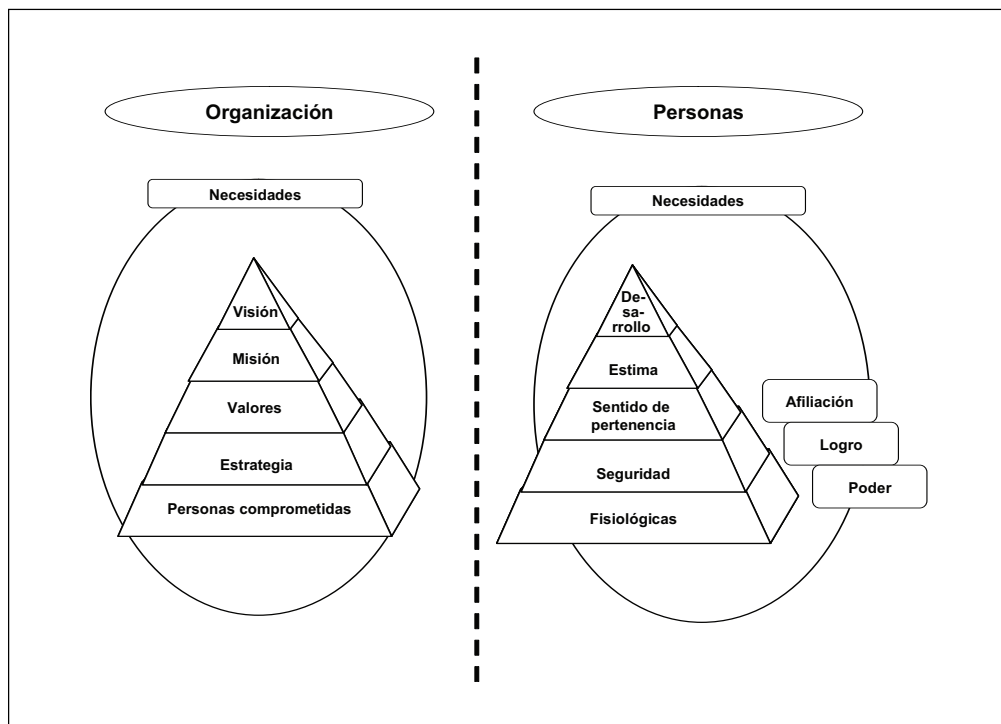 Organización
Necesidades
Visión
Misión
Valores
Estrategia
Personas comprometidas
Personas
Necesidades
De-
sa-
rrollo
Estima
Sentido de
pertenencia
Seguridad
Fisiológicas
Afiliación
Logro
Poder